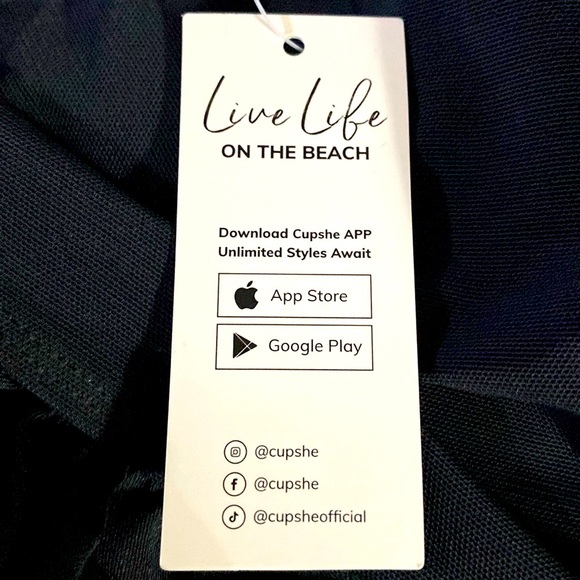 Live Life
ON THE BEACH
Download Cupshe APP
Unlimited Styles Await
App Store
Google Play
@cupshe
@cupshe
@cupsheofficial